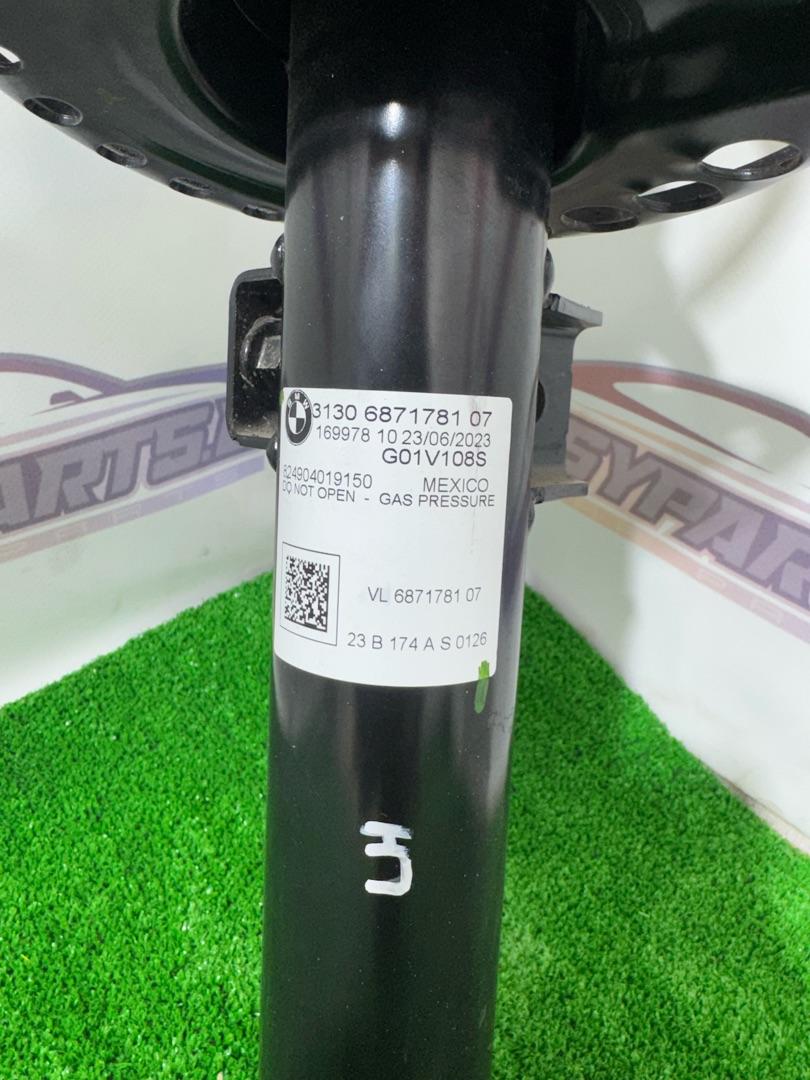 3130 6871781 07
169978 10 23/06/2023
G01V108S
824904019150 MEXICO
DO NOT OPEN - GAS PRESSURE
VL 6871781 07
23 B 174 A S 0126